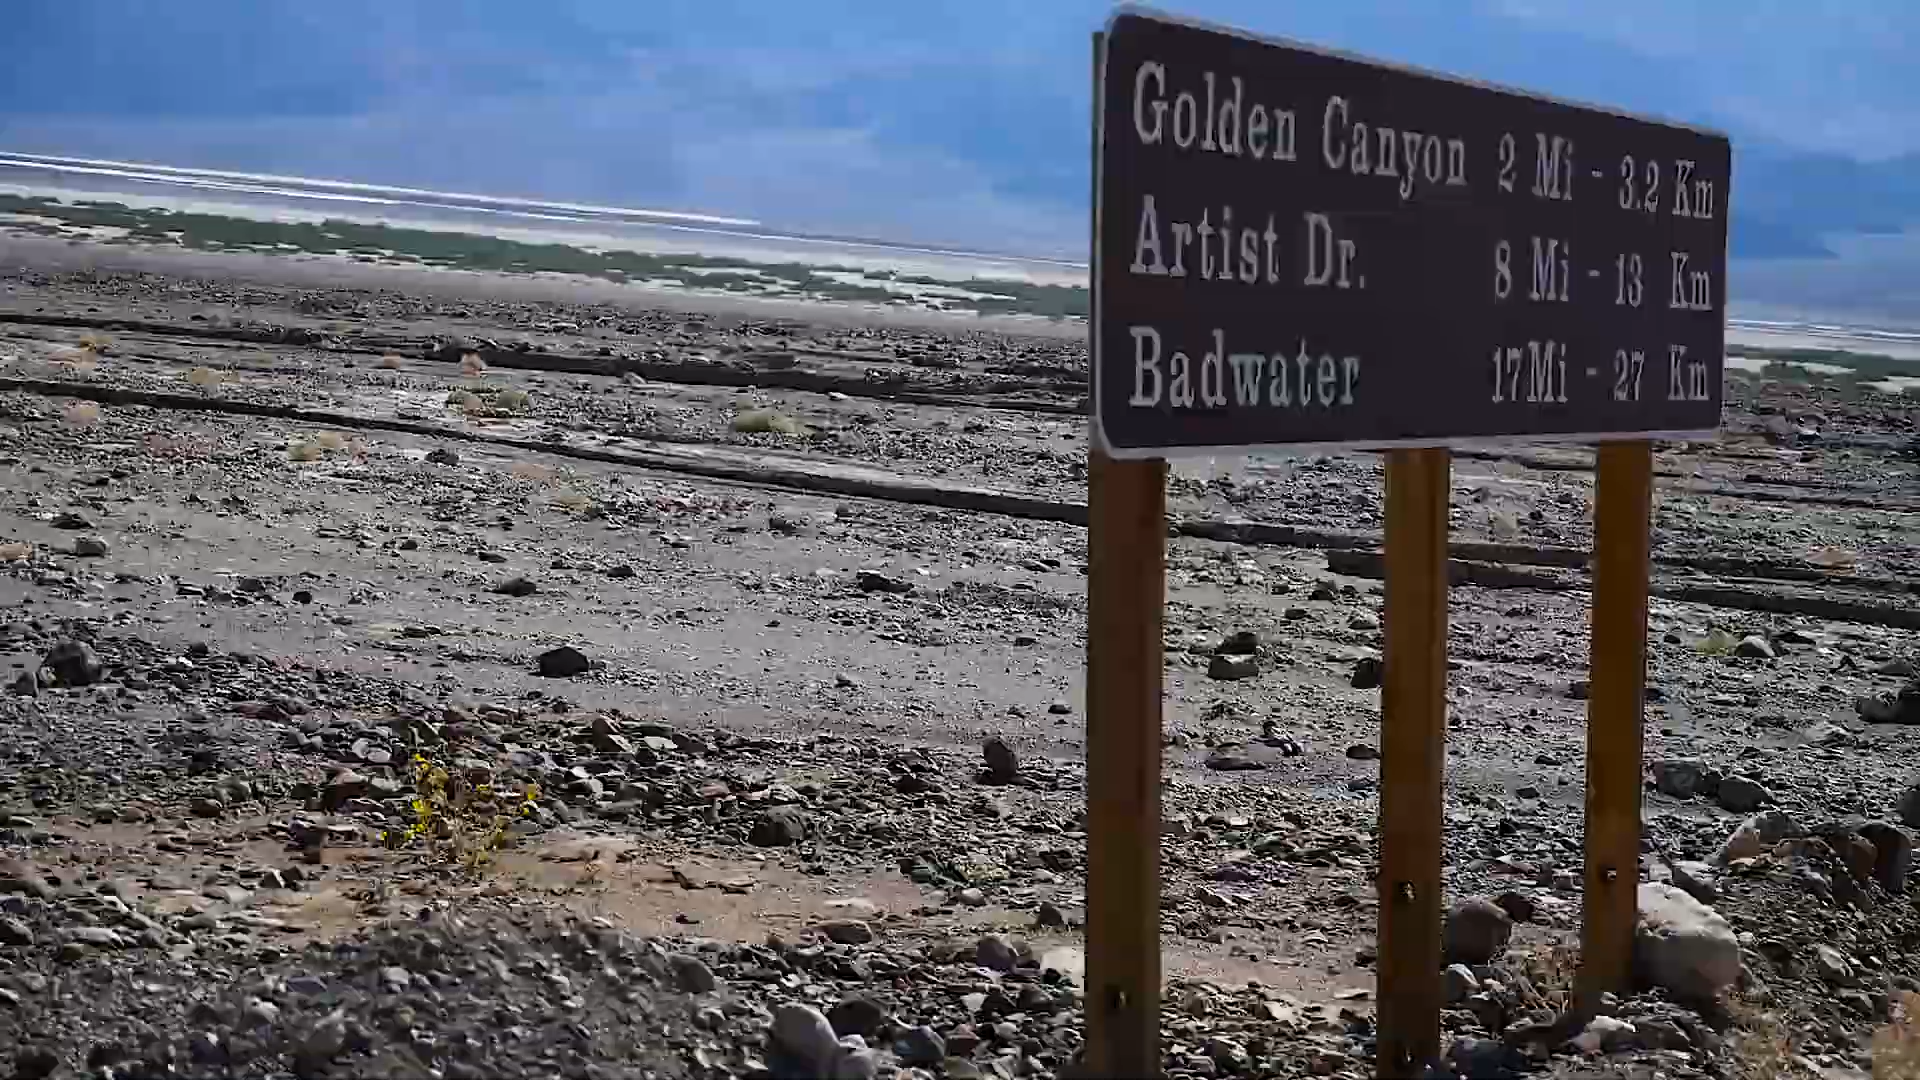 Golden Canyon 2 Mi - 3.2 Km
Artist Dr. 8 Mi - 13 Km
Badwater 17Mi - 27 Km